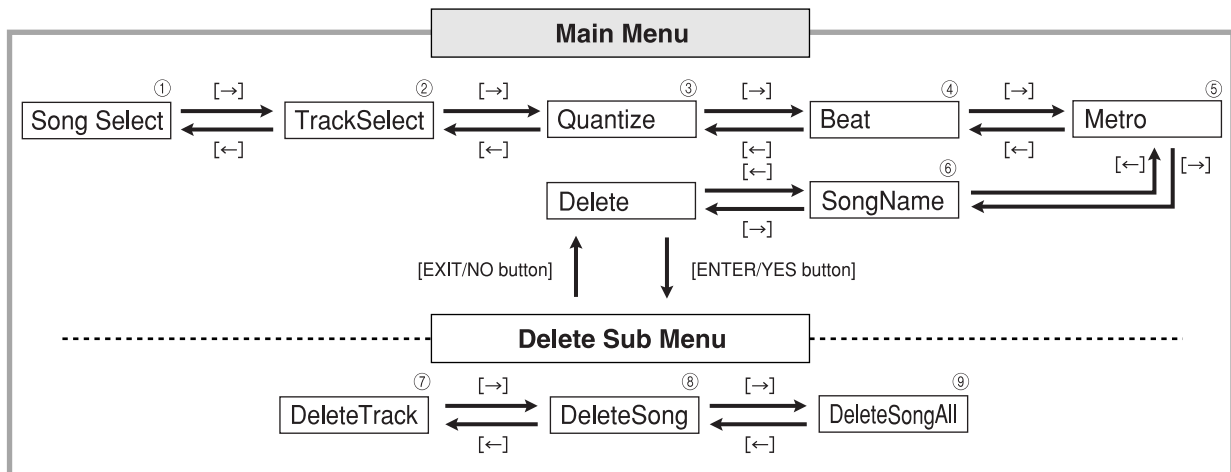 Main Menu
① [→] ② [→] ③ [→] ④ [→] ⑤
Song Select TrackSelect Quantize Beat Metro
[←] [←] [←] [←]
[←] ⑥ [←] [→]
Delete SongName
[→]
[EXIT/NO button] [ENTER/YES button]
Delete Sub Menu
⑦ [→] ⑧ [→] ⑨
DeleteTrack DeleteSong DeleteSongAll
[←] [←]